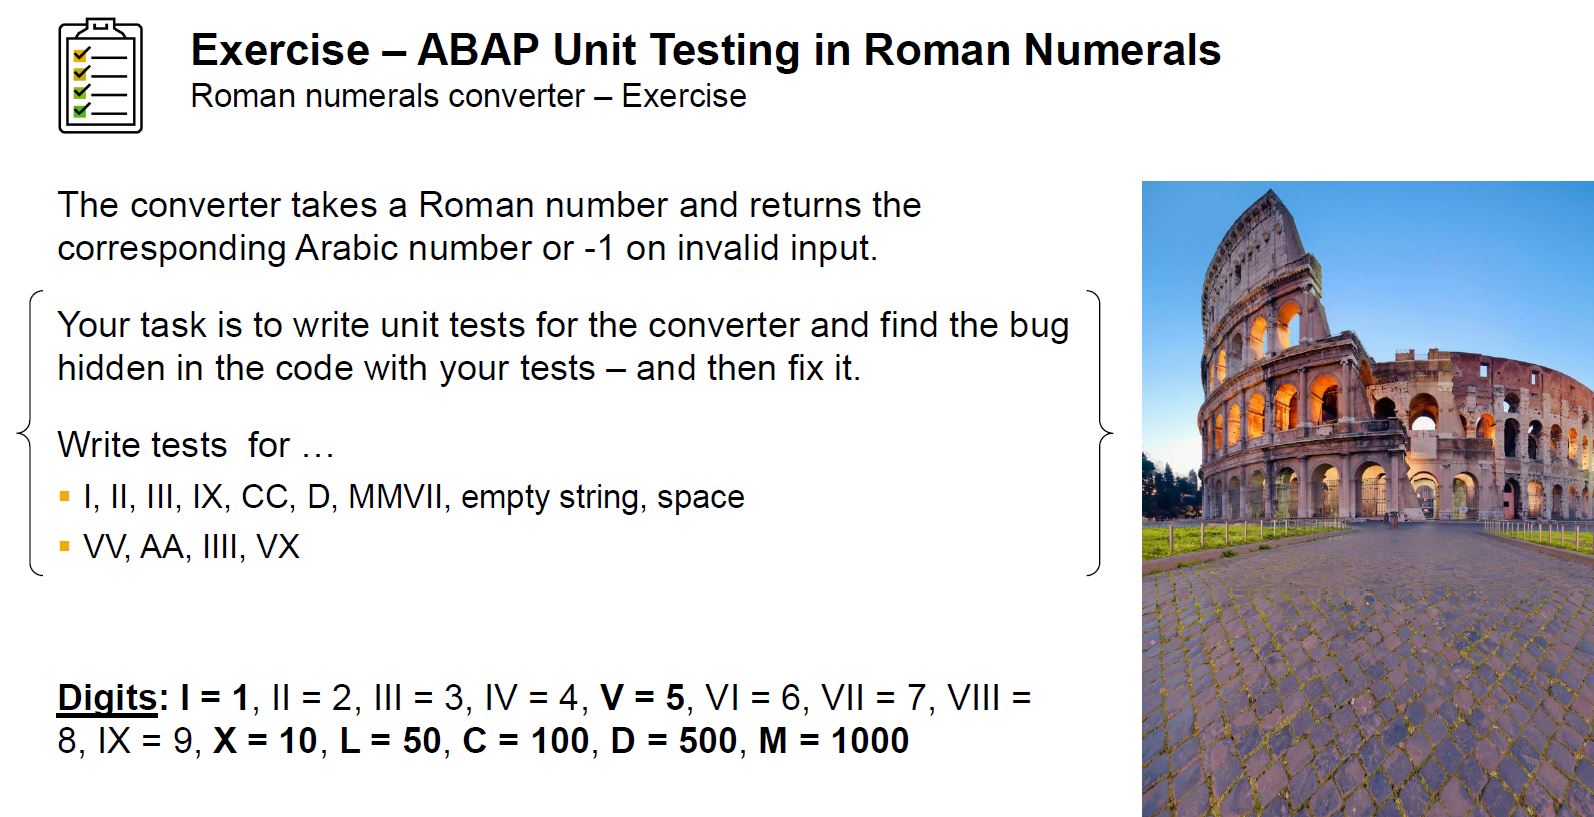 Exercise – ABAP Unit Testing in Roman Numerals
Roman numerals converter – Exercise
The converter takes a Roman number and returns the
corresponding Arabic number or -1 on invalid input.
Your task is to write unit tests for the converter and find the bug
hidden in the code with your tests – and then fix it.
Write tests  for …
▪ I, II, III, IX, CC, D, MMVII, empty string, space
▪ VV, AA, IIII, VX
Digits: I = 1, II = 2, III = 3, IV = 4, V = 5, VI = 6, VII = 7, VIII =
8, IX = 9, X = 10, L = 50, C = 100, D = 500, M = 1000